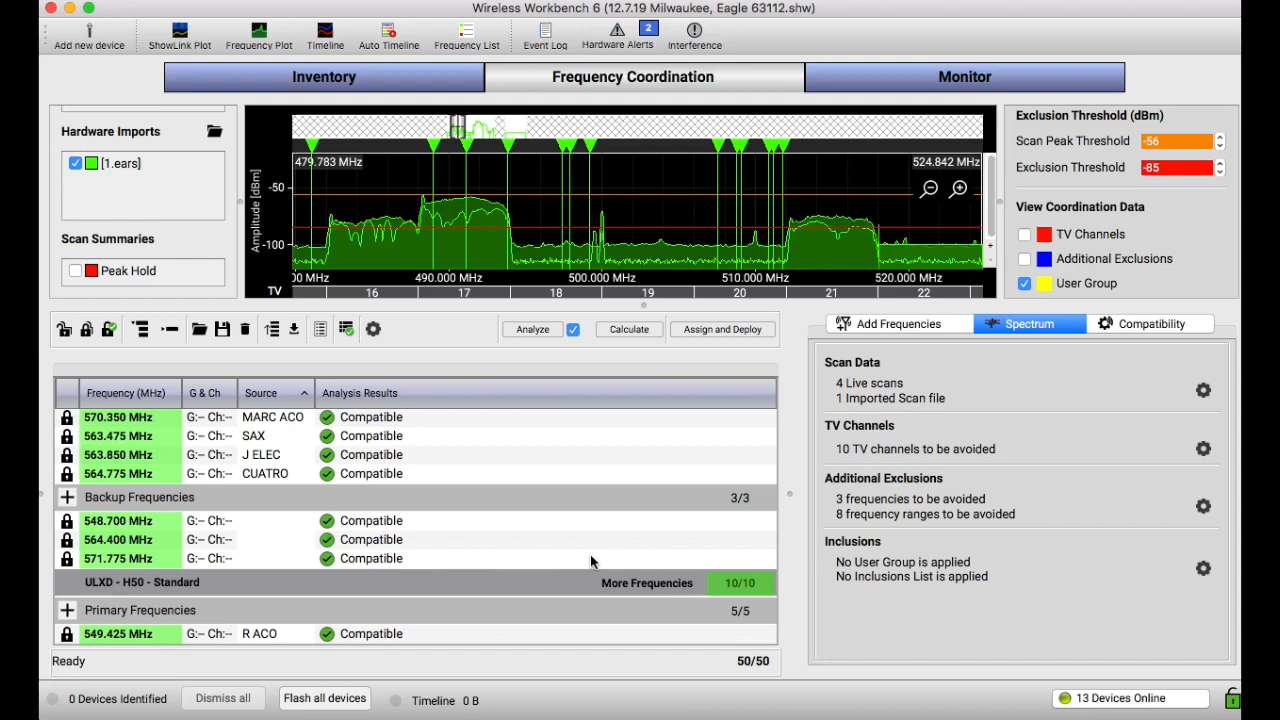 Wireless Workbench 6 (12.7.19 Milwaukee, Eagle 63112.shw)
Add new device
ShowLink Plot
Frequency Plot
Timeline
Auto Timeline
Frequency List
Event Log
2
Hardware Alerts
Interference
Inventory
Frequency Coordination
Monitor
Hardware Imports
[1.ears]
Scan Summaries
Peak Hold
479.783 MHz
524.842 MHz
Amplitude [dBm]
-50
-100
+
-
00 MHz
490.000 MHz
500.000 MHz
510.000 MHz
520.000 MHz
TV
16
17
18
19
20
21
22
Exclusion Threshold (dBm)
Scan Peak Threshold -56
Exclusion Threshold -85
View Coordination Data
TV Channels
Additional Exclusions
User Group
Analyze
Calculate
Assign and Deploy
Add Frequencies
Spectrum
Compatibility
Frequency (MHz) G & Ch Source Analysis Results
570.350 MHz G:-- Ch:-- MARC ACO Compatible
563.475 MHz G:-- Ch:-- SAX Compatible
563.850 MHz G:-- Ch:-- J ELEC Compatible
564.775 MHz G:-- Ch:-- CUATRO Compatible
+ Backup Frequencies 3/3
548.700 MHz G:-- Ch:-- Compatible
564.400 MHz G:-- Ch:-- Compatible
571.775 MHz G:-- Ch:-- Compatible
ULXD - H50 - Standard More Frequencies 10/10
+ Primary Frequencies 5/5
549.425 MHz G:-- Ch:-- R ACO Compatible
Ready 50/50
Scan Data
4 Live scans
1 Imported Scan file
TV Channels
10 TV channels to be avoided
Additional Exclusions
3 frequencies to be avoided
8 frequency ranges to be avoided
Inclusions
No User Group is applied
No Inclusions List is applied
0 Devices Identified
Dismiss all
Flash all devices
Timeline 0 B
13 Devices Online